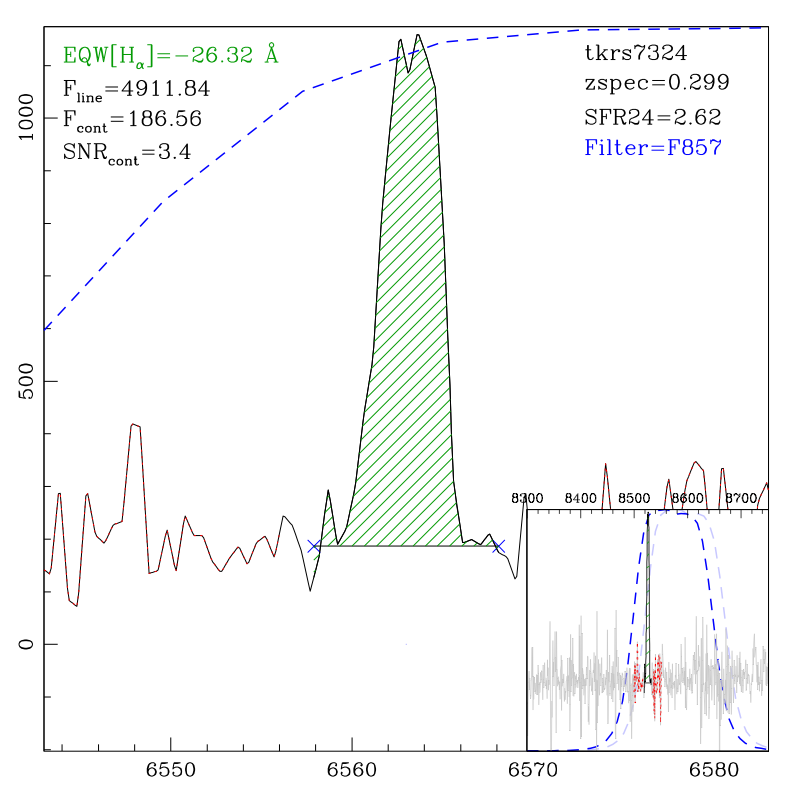 EQW[Hα]=−26.32 Å
Fline=4911.84
Fcont=186.56
SNRcont=3.4
tkrs7324
zspec=0.299
SFR24=2.62
Filter=F857
1000
500
0
8300 8400 8500 8600 8700
6550 6560 6570 6580